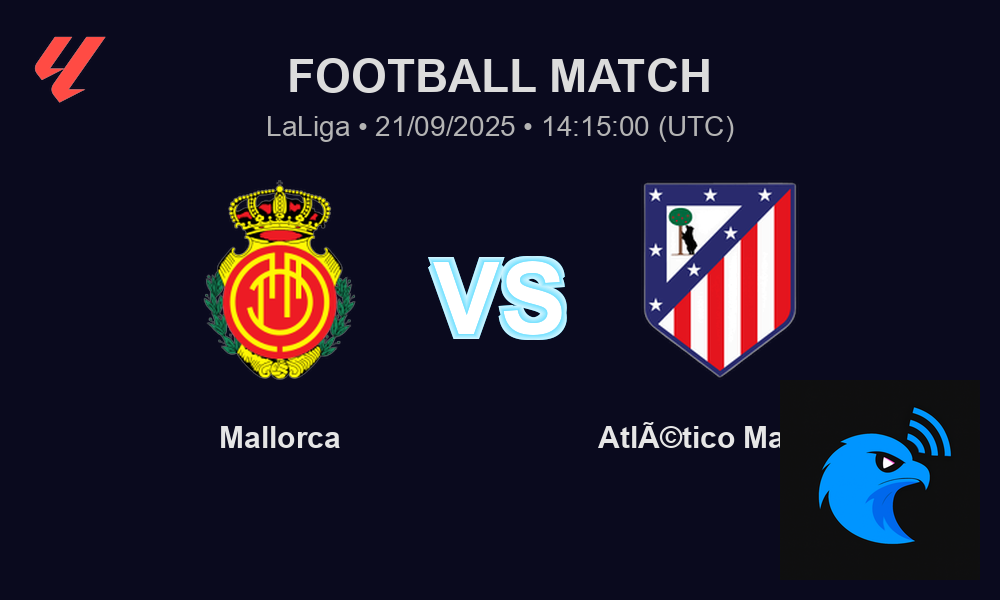 FOOTBALL MATCH
LaLiga • 21/09/2025 • 14:15:00 (UTC)
VS
Mallorca
AtlÃ©tico Ma